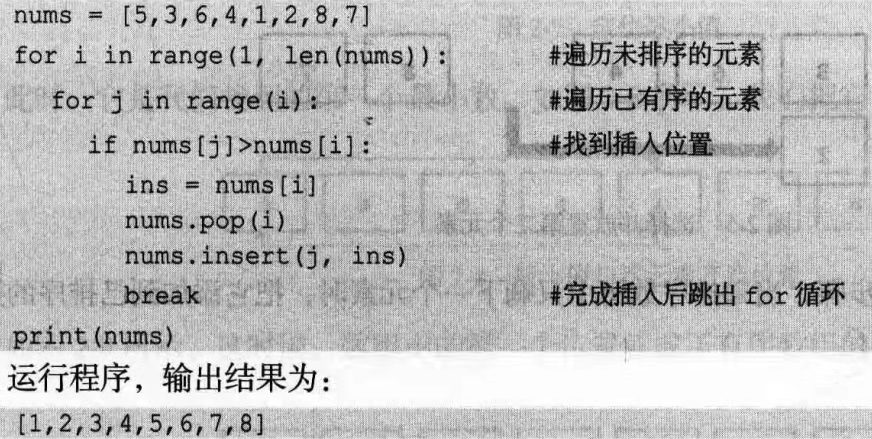 nums = [5,3,6,4,1,2,8,7]
for i in range(1, len(nums)): #遍历未排序的元素
for j in range(i): #遍历已有序的元素
if nums[j]>nums[i]: #找到插入位置
ins = nums[i]
nums.pop(i)
nums.insert(j, ins)
break #完成插入后跳出 for 循环
print(nums)
运行程序，输出结果为：
[1,2,3,4,5,6,7,8]